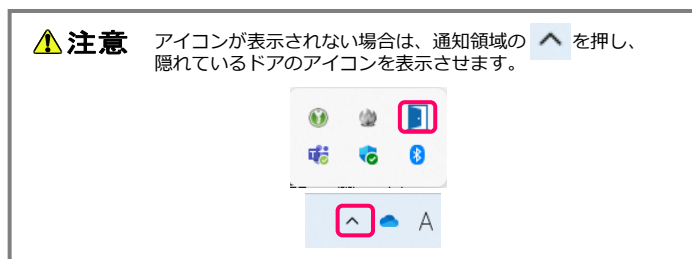 注意
アイコンが表示されない場合は、通知領域の ^ を押し、
隠れているドアのアイコンを表示させます。
^ A